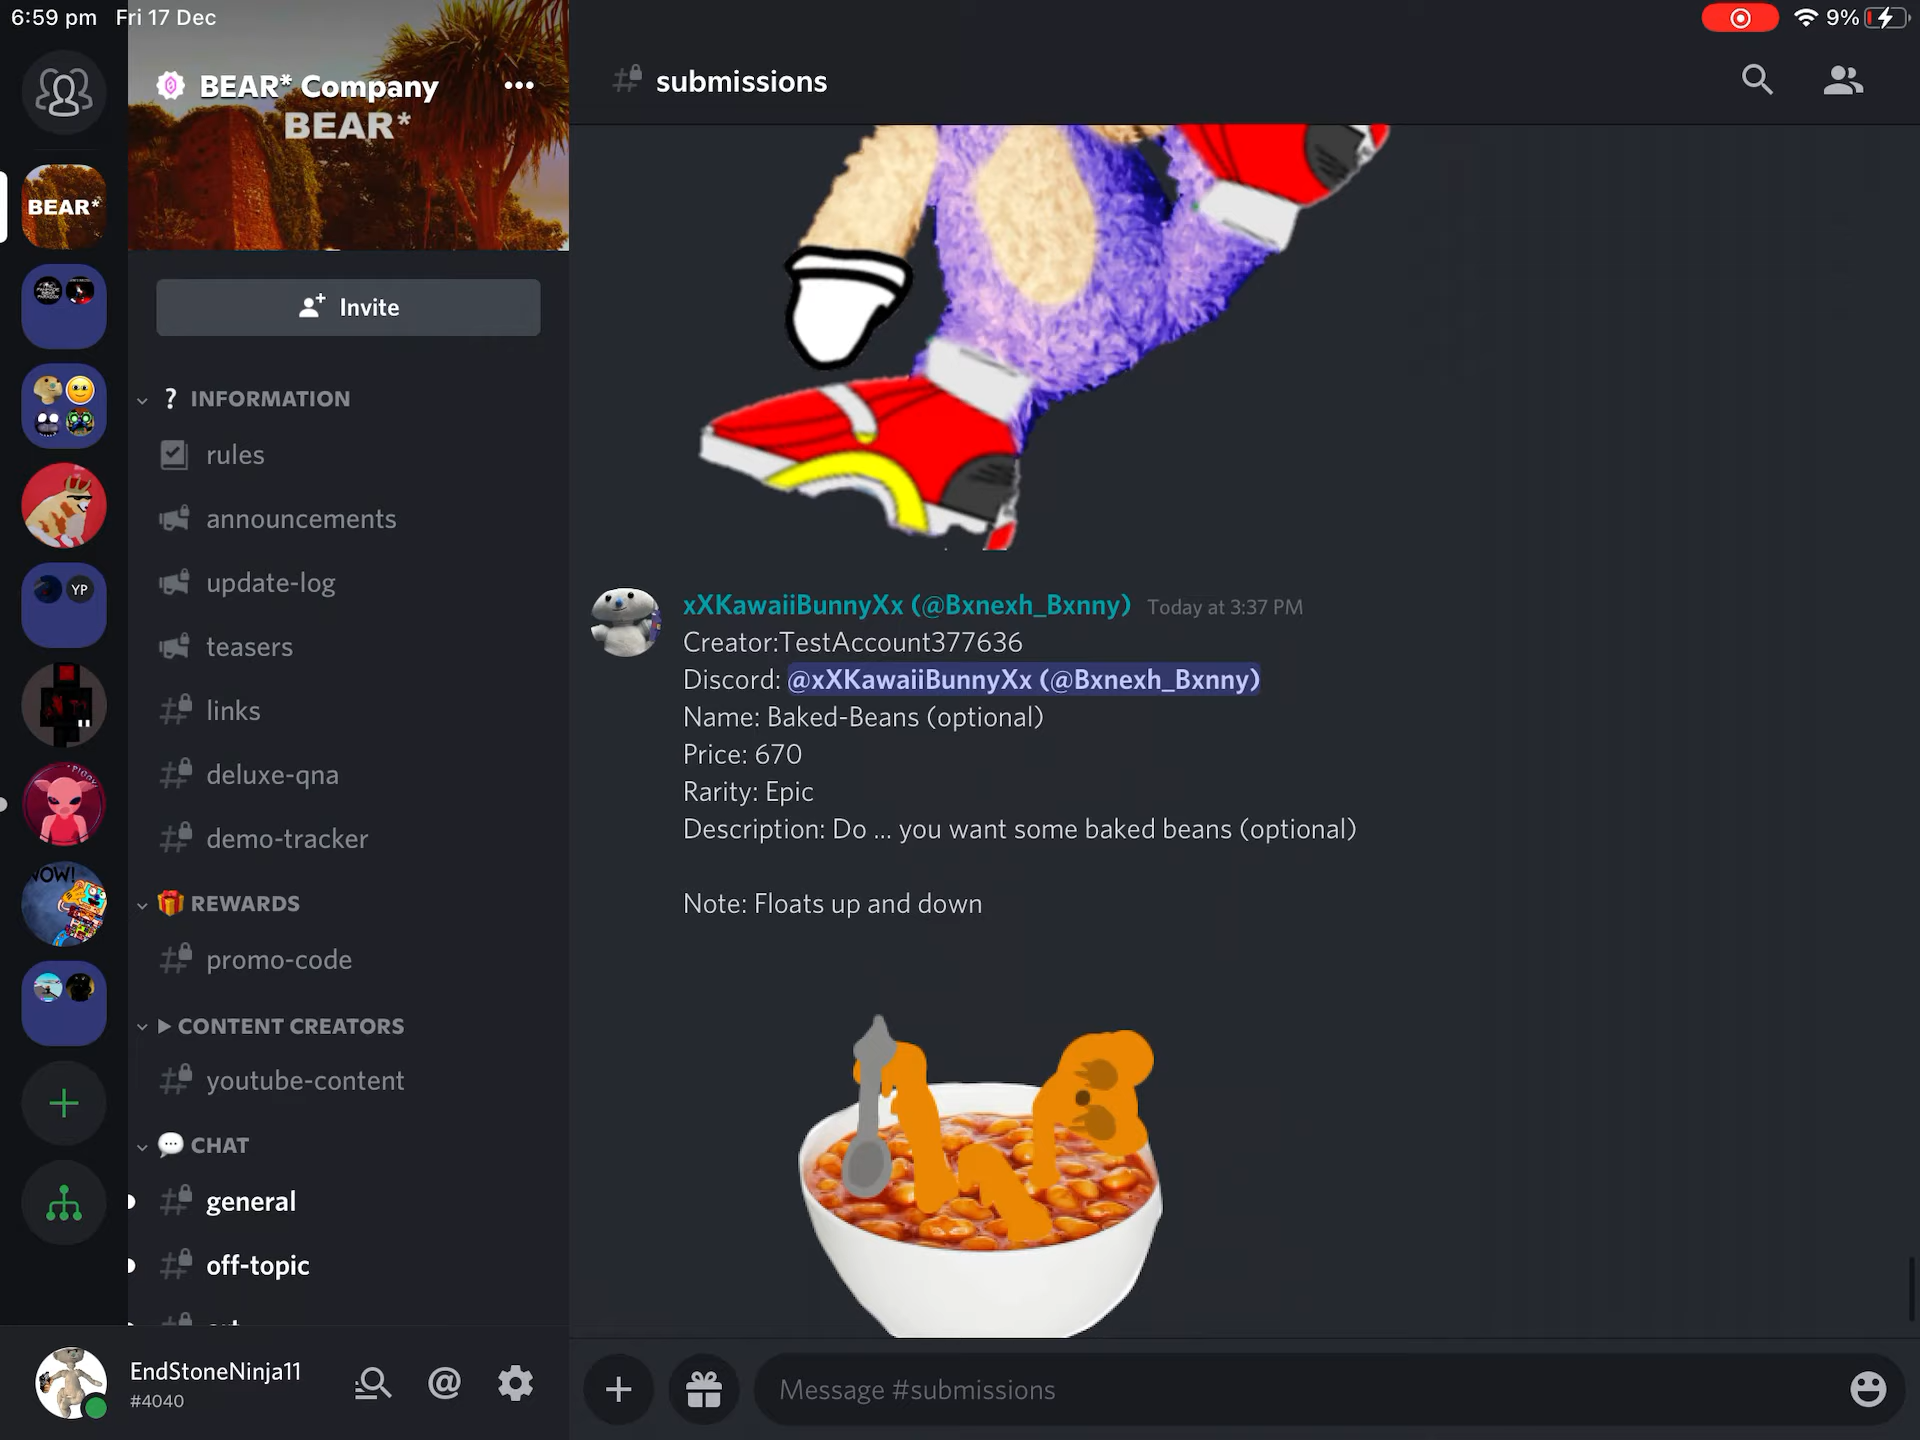 6:59 pm Fri 17 Dec
9%
BEAR* Company
BEAR*
BEAR*
Invite
? INFORMATION
rules
announcements
update-log
teasers
links
deluxe-qna
demo-tracker
REWARDS
promo-code
CONTENT CREATORS
youtube-content
CHAT
general
off-topic
YP
WOW!
EndStoneNinja11
#4040
submissions
xXKawaiiBunnyXx (@Bxnexh_Bxnny) Today at 3:37 PM
Creator:TestAccount377636
Discord: @xXKawaiiBunnyXx (@Bxnexh_Bxnny)
Name: Baked-Beans (optional)
Price: 670
Rarity: Epic
Description: Do ... you want some baked beans (optional)
Note: Floats up and down
Message #submissions